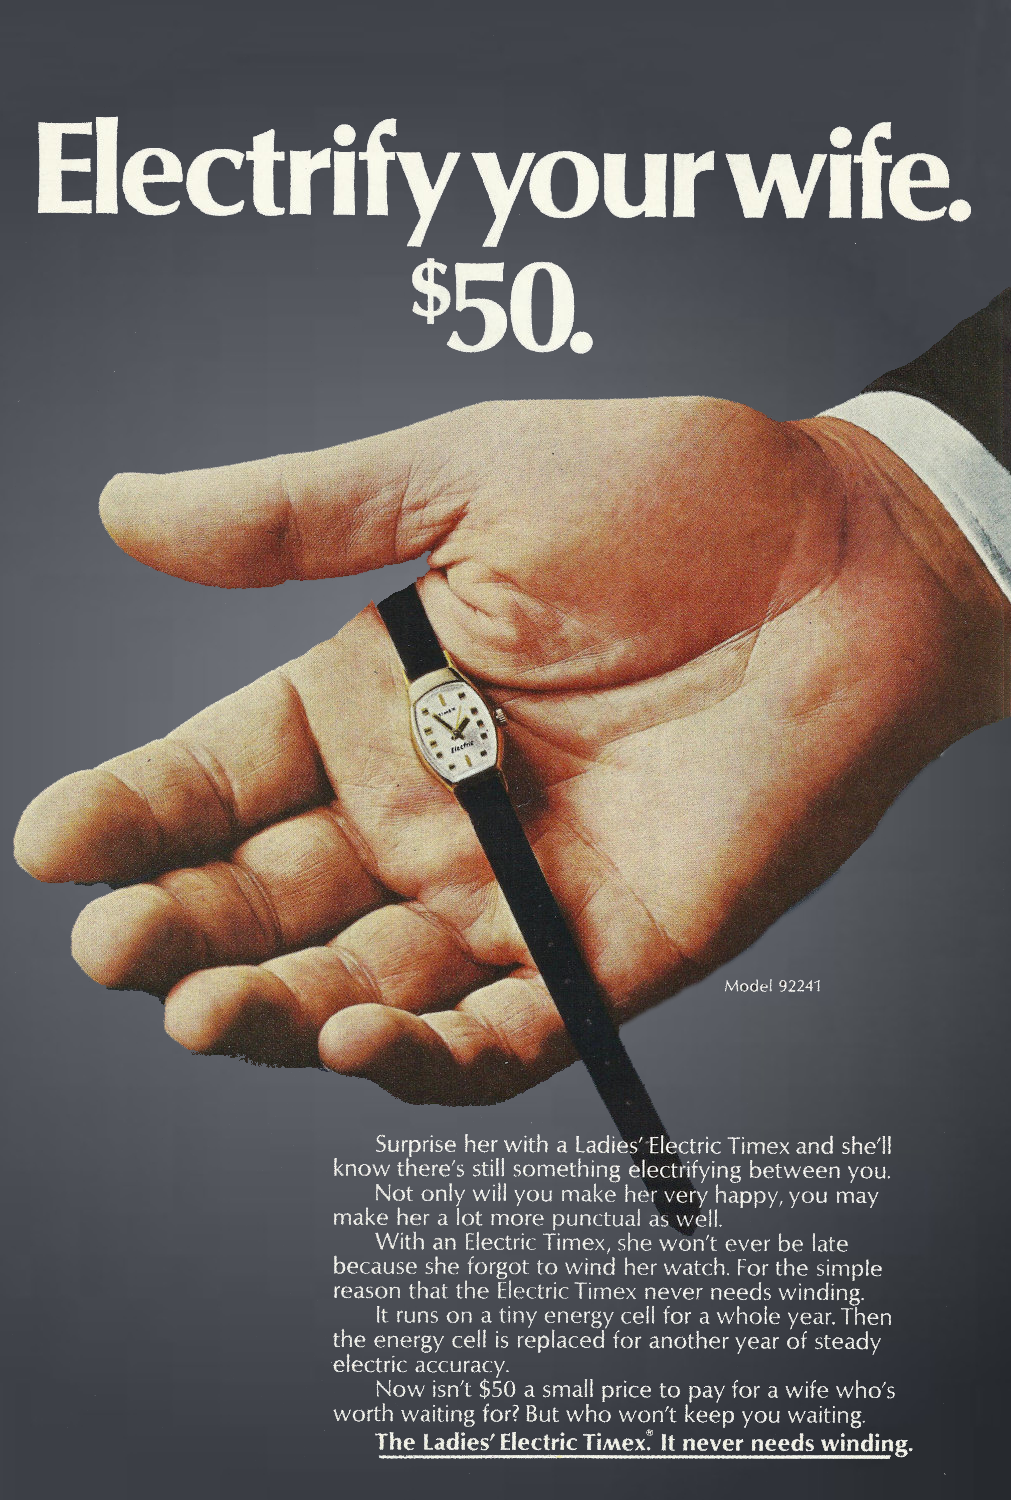 Electrify your wife.
$50.
TIMEX
Electric
Model 92241
Surprise her with a Ladies' Electric Timex and she'll
know there's still something electrifying between you.
Not only will you make her very happy, you may
make her a lot more punctual as well.
With an Electric Timex, she won't ever be late
because she forgot to wind her watch. For the simple
reason that the Electric Timex never needs winding.
It runs on a tiny energy cell for a whole year. Then
the energy cell is replaced for another year of steady
electric accuracy.
Now isn't $50 a small price to pay for a wife who's
worth waiting for? But who won't keep you waiting.
The Ladies' Electric Timex.® It never needs winding.